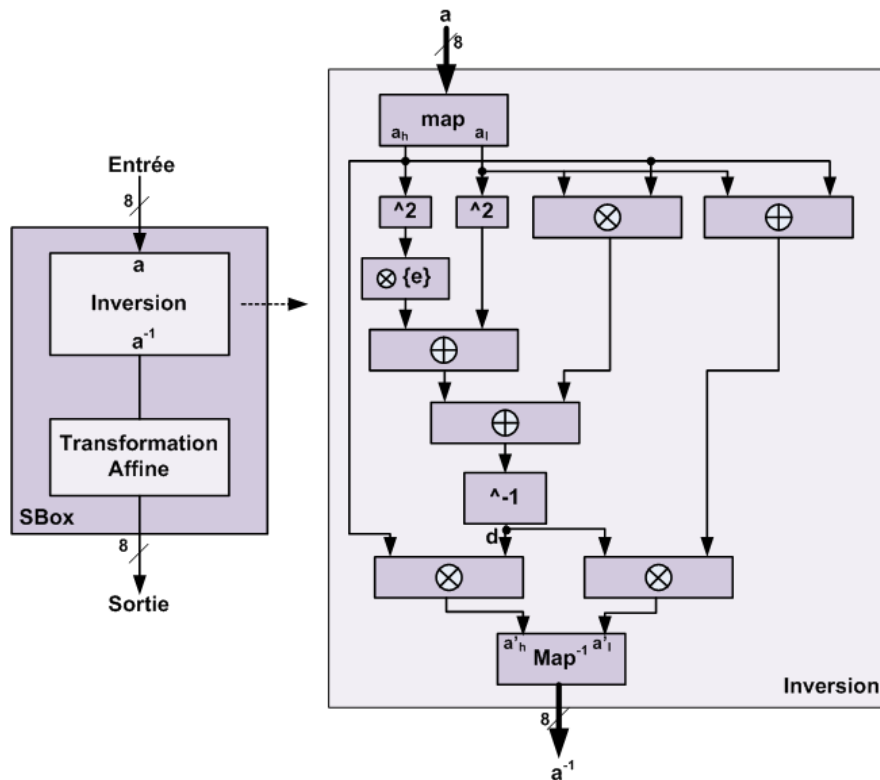 Entrée
8
a
Inversion
a⁻¹
Transformation
Affine
SBox
8
Sortie
a
8
map
aₕ aₗ
^2 ^2 ⊗ ⊕
⊗ {e}
⊕
⊕
^-1
d
⊗ ⊗
a'ₕ Map⁻¹ a'ₗ
Inversion
8
a⁻¹